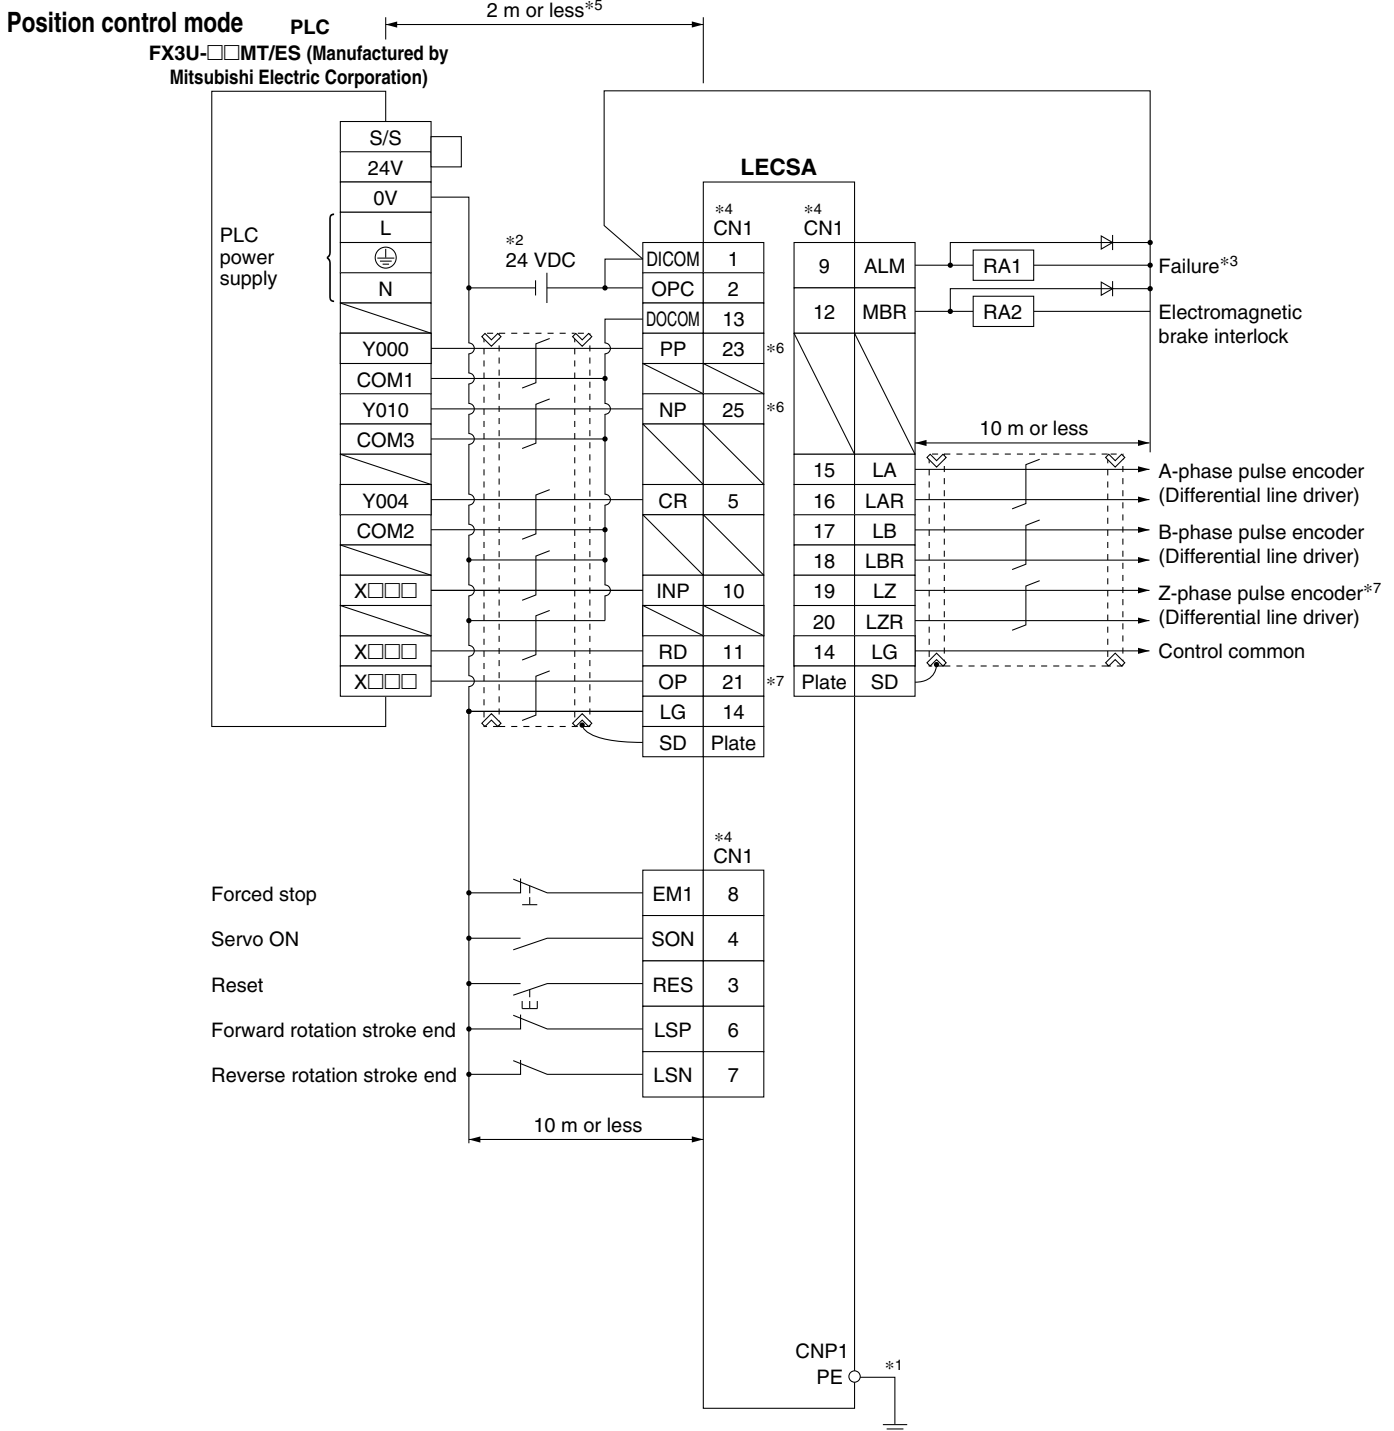 Position control mode
PLC
2 m or less*5
FX3U-□□MT/ES (Manufactured by
Mitsubishi Electric Corporation)
S/S
24V
0V
L
N
PLC
power
supply
Y000
COM1
Y010
COM3
Y004
COM2
X□□□
X□□□
X□□□
*2
24 VDC
LECSA
*4
CN1
DICOM 1
OPC 2
DOCOM 13
PP 23 *6
NP 25 *6
CR 5
INP 10
RD 11
OP 21 *7
LG 14
SD Plate
*4
CN1
9 ALM
12 MBR
15 LA
16 LAR
17 LB
18 LBR
19 LZ
20 LZR
14 LG
Plate SD
RA1
Failure*3
RA2
Electromagnetic
brake interlock
10 m or less
A-phase pulse encoder
(Differential line driver)
B-phase pulse encoder
(Differential line driver)
Z-phase pulse encoder*7
(Differential line driver)
Control common
*4
CN1
Forced stop
EM1 8
Servo ON
SON 4
Reset
RES 3
Forward rotation stroke end
LSP 6
Reverse rotation stroke end
LSN 7
10 m or less
CNP1
PE
*1